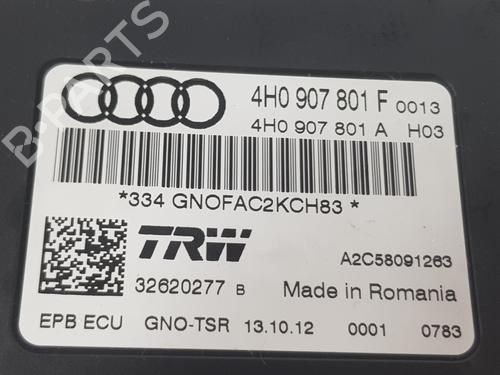 B-PARTS
4H0 907 801 F 0013
4H0 907 801 A H03
*334 GNOFAC2KCH83 *
TRW
A2C58091263
32620277 B Made in Romania
EPB ECU GNO-TSR 13.10.12 0001 0783